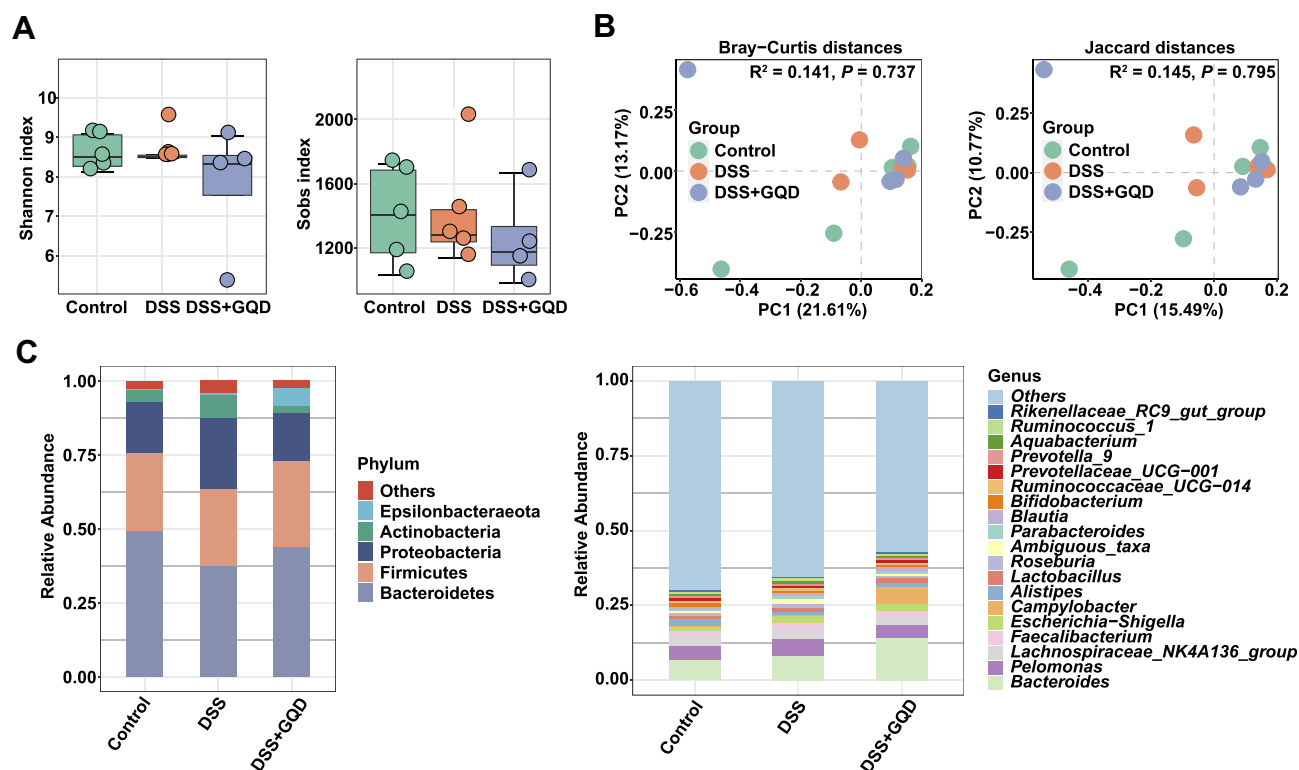 A
Shannon index
10
9
8
7
6
Control DSS DSS+GQD
Sobs index
2000
1600
1200
Control DSS DSS+GQD
B
Bray−Curtis distances
R² = 0.141, P = 0.737
PC2 (13.17%)
0.25
0.00
−0.25
Group
Control
DSS
DSS+GQD
−0.6 −0.4 −0.2 0.0 0.2
PC1 (21.61%)
Jaccard distances
R² = 0.145, P = 0.795
PC2 (10.77%)
0.25
0.00
−0.25
Group
Control
DSS
DSS+GQD
−0.4 −0.2 0.0 0.2
PC1 (15.49%)
C
Relative Abundance
1.00
0.75
0.50
0.25
0.00
Control
DSS
DSS+GQD
Phylum
Others
Epsilonbacteraeota
Actinobacteria
Proteobacteria
Firmicutes
Bacteroidetes
Relative Abundance
1.00
0.75
0.50
0.25
0.00
Control
DSS
DSS+GQD
Genus
Others
Rikenellaceae_RC9_gut_group
Ruminococcus_1
Aquabacterium
Prevotella_9
Prevotellaceae_UCG−001
Ruminococcaceae_UCG−014
Bifidobacterium
Blautia
Parabacteroides
Ambiguous_taxa
Roseburia
Lactobacillus
Alistipes
Campylobacter
Escherichia−Shigella
Faecalibacterium
Lachnospiraceae_NK4A136_group
Pelomonas
Bacteroides